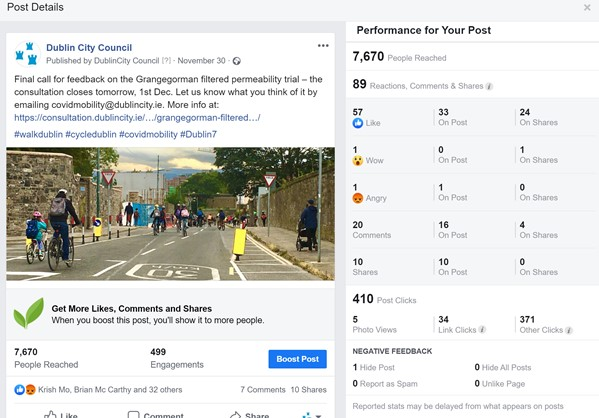 Post Details
×
Dublin City Council
Published by DublinCity Council [?] · November 30 ·
Final call for feedback on the Grangegorman filtered permeability trial – the
consultation closes tomorrow, 1st Dec. Let us know what you think of it by
emailing covidmobility@dublincity.ie. More info at:
https://consultation.dublincity.ie/…/grangegorman-filtered…/
#walkdublin #cycledublin #covidmobility #Dublin7
Get More Likes, Comments and Shares
When you boost this post, you'll show it to more people.
7,670
People Reached
499
Engagements
Boost Post
Krish Mo, Brian Mc Carthy and 32 others
7 Comments 10 Shares
Like
Comment
Share
Performance for Your Post
7,670 People Reached
89 Reactions, Comments & Shares
57
Like
33
On Post
24
On Shares
1
Wow
0
On Post
1
On Shares
1
Angry
1
On Post
0
On Shares
20
Comments
16
On Post
4
On Shares
10
Shares
10
On Post
0
On Shares
410 Post Clicks
5
Photo Views
34
Link Clicks
371
Other Clicks
NEGATIVE FEEDBACK
1 Hide Post
0 Hide All Posts
0 Report as Spam
0 Unlike Page
Reported stats may be delayed from what appears on posts